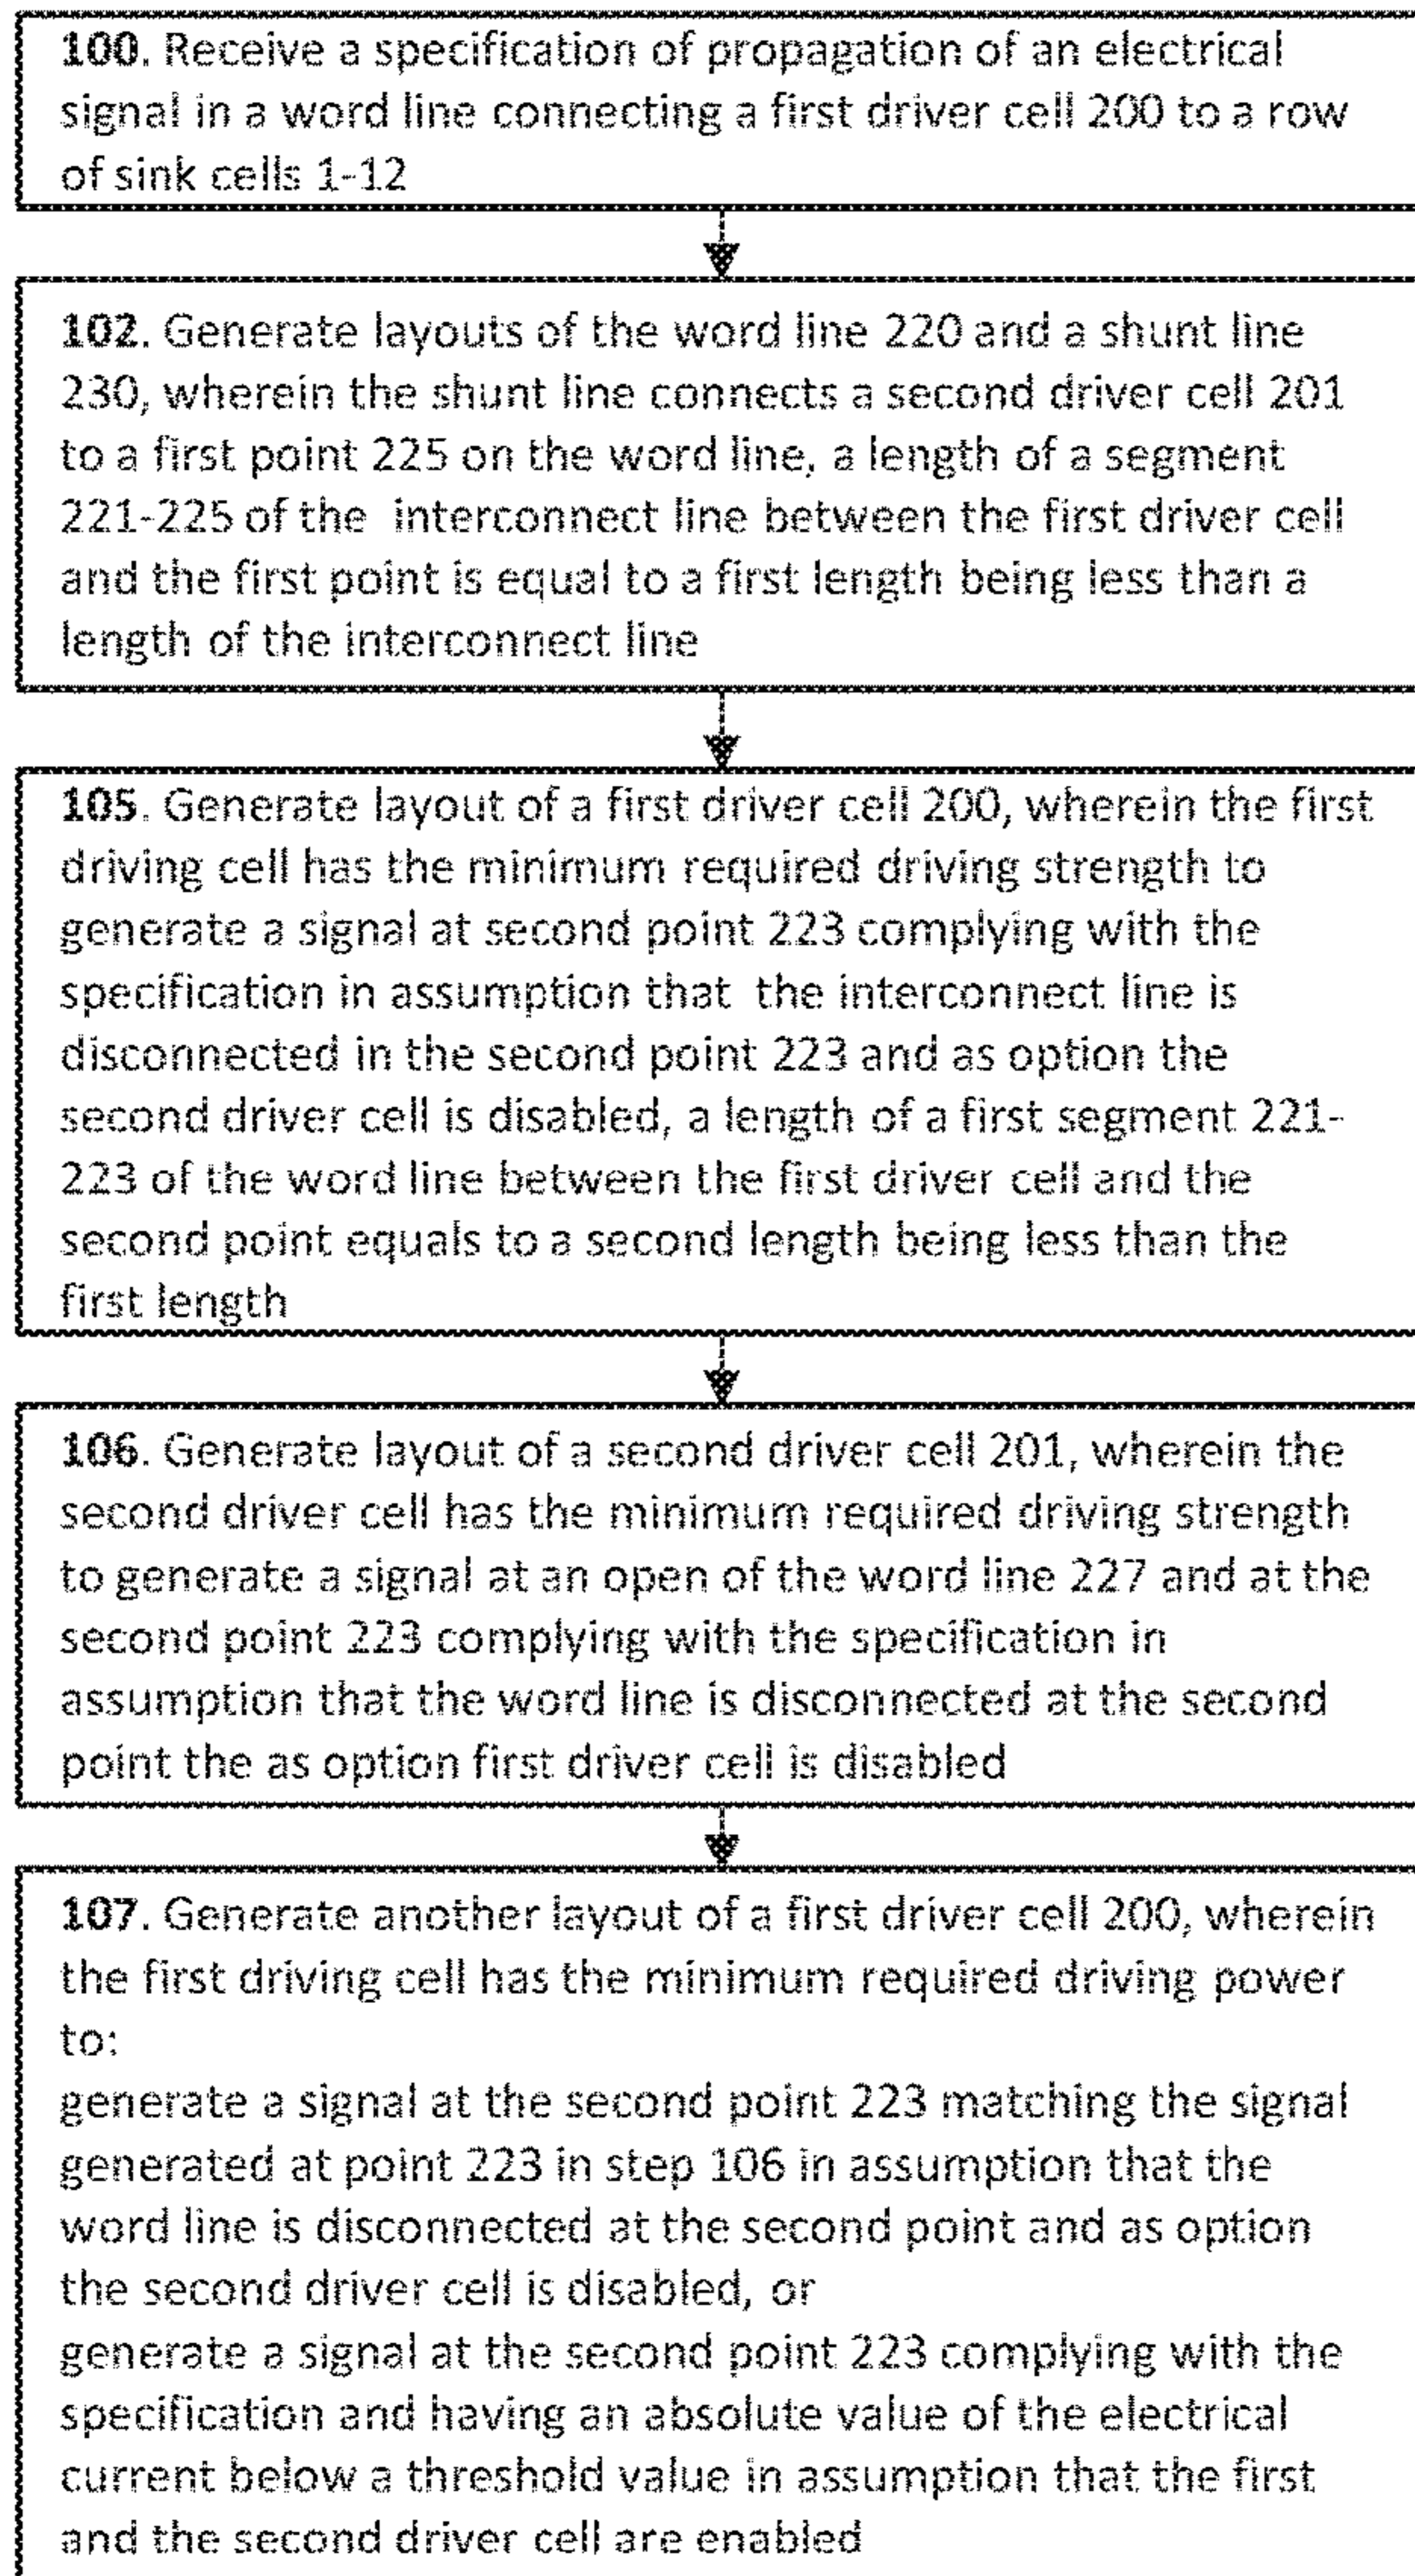 100. Receive a specification of propagation of an electrical
signal in a word line connecting a first driver cell 200 to a row
of sink cells 1-12
102. Generate layouts of the word line 220 and a shunt line
230, wherein the shunt line connects a second driver cell 201
to a first point 225 on the word line, a length of a segment
221-225 of the interconnect line between the first driver cell
and the first point is equal to a first length being less than a
length of the interconnect line
105. Generate layout of a first driver cell 200, wherein the first
driving cell has the minimum required driving strength to
generate a signal at second point 223 complying with the
specification in assumption that the interconnect line is
disconnected in the second point 223 and as option the
second driver cell is disabled, a length of a first segment 221-
223 of the word line between the first driver cell and the
second point equals to a second length being less than the
first length
106. Generate layout of a second driver cell 201, wherein the
second driver cell has the minimum required driving strength
to generate a signal at an open of the word line 227 and at the
second point 223 complying with the specification in
assumption that the word line is disconnected at the second
point the as option first driver cell is disabled
107. Generate another layout of a first driver cell 200, wherein
the first driving cell has the minimum required driving power
to:
generate a signal at the second point 223 matching the signal
generated at point 223 in step 106 in assumption that the
word line is disconnected at the second point and as option
the second driver cell is disabled, or
generate a signal at the second point 223 complying with the
specification and having an absolute value of the electrical
current below a threshold value in assumption that the first
and the second driver cell are enabled